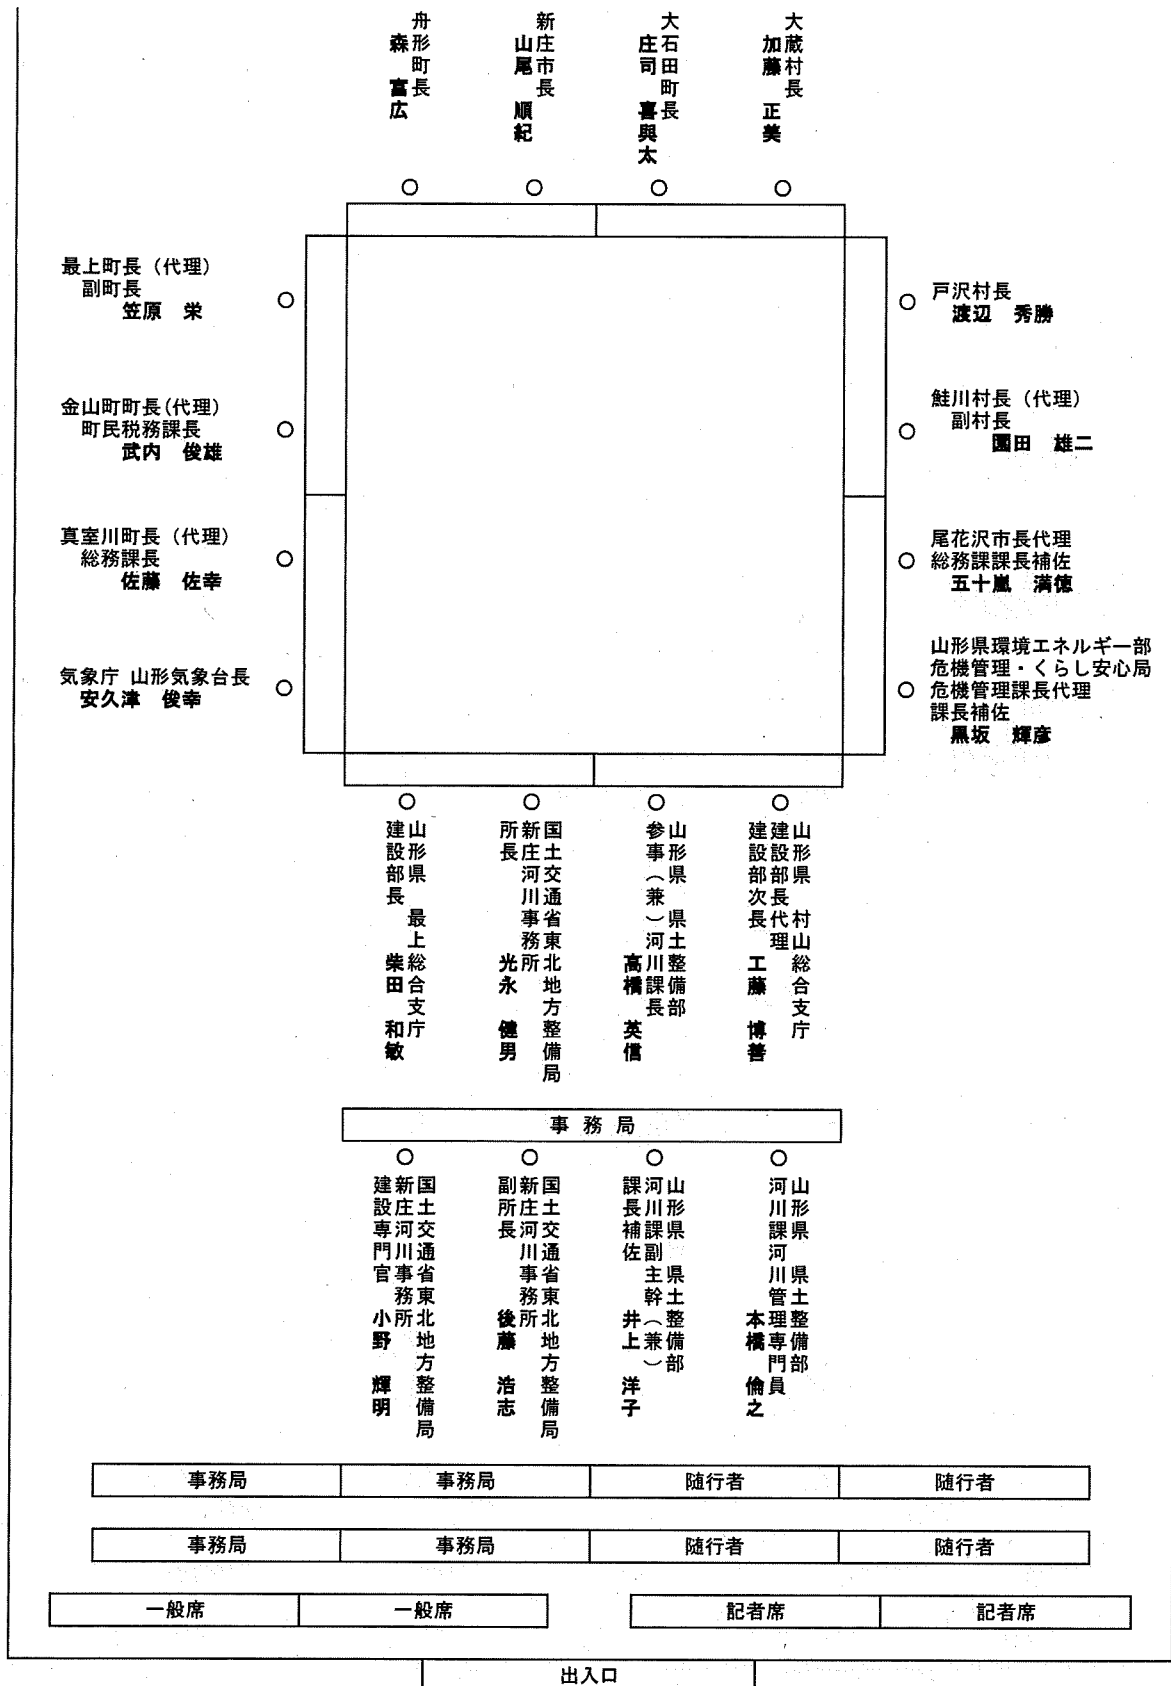 舟形町長
森　富広
新庄市長
山尾　順紀
大石田町長
庄司　喜與太
大蔵村長
加藤　正美
最上町長（代理）
副町長
笠原　栄
金山町町長(代理)
町民税務課長
武内　俊雄
真室川町長（代理）
総務課長
佐藤　佐幸
気象庁 山形気象台長
安久津　俊幸
戸沢村長
渡辺　秀勝
鮭川村長（代理）
副村長
園田　雄二
尾花沢市長代理
総務課課長補佐
五十嵐　満徳
山形県環境エネルギー部
危機管理・くらし安心局
危機管理課長代理
課長補佐
黒坂　輝彦
山形県　最上総合支庁
建設部長　柴田　和敏
国土交通省東北地方整備局
新庄河川事務所
所長　光永　健男
山形県　県土整備部
参事（兼）河川課長
高橋　英信
山形県　村山総合支庁
建設部長代理
建設部次長　工藤　博善
事務局
国土交通省東北地方整備局
新庄河川事務所
建設専門官　小野　輝明
国土交通省東北地方整備局
新庄河川事務所
副所長　後藤　浩志
山形県　県土整備部
河川課副主幹（兼）
課長補佐　井上　洋子
山形県　県土整備部
河川課河川管理専門員
本橋　倫之
事務局　事務局　随行者　随行者
事務局　事務局　随行者　随行者
一般席　一般席　記者席　記者席
出入口